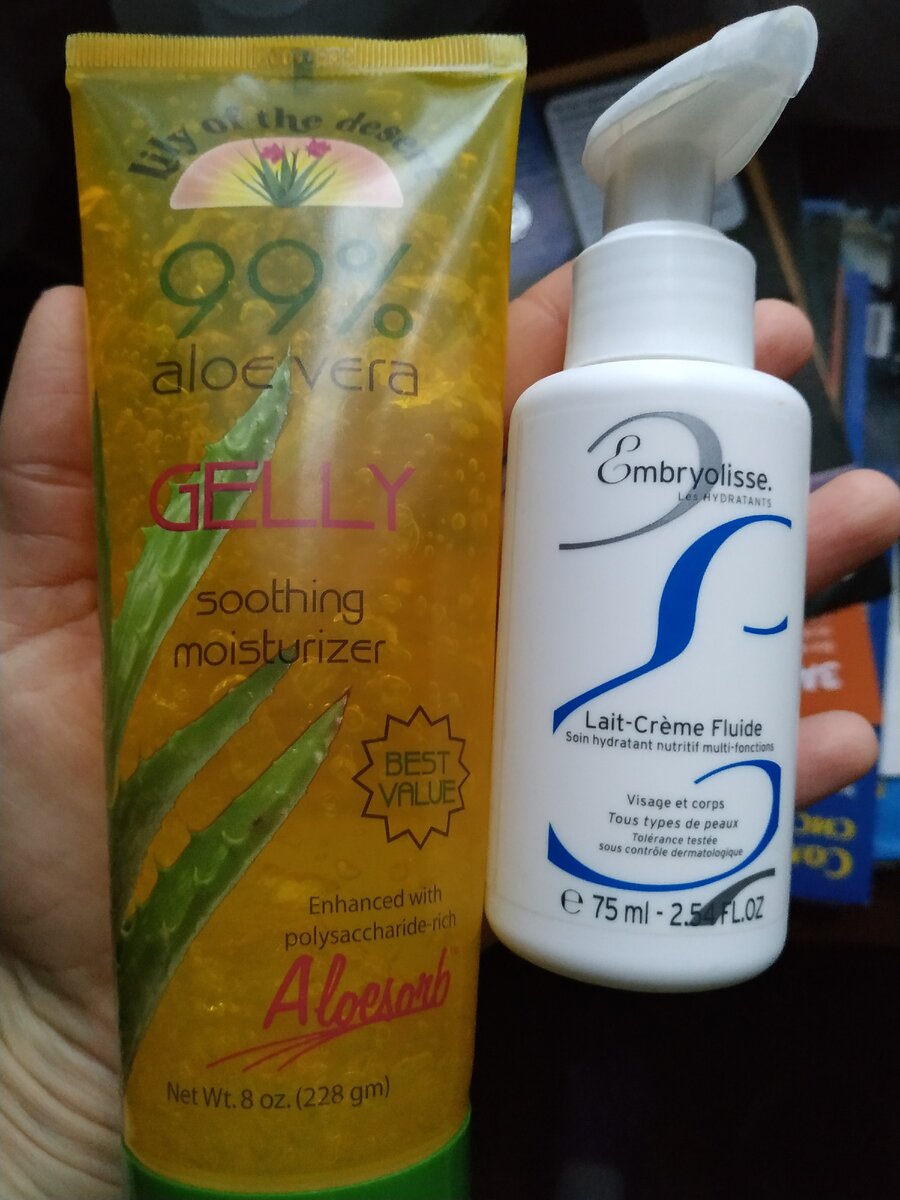 lily of the desert
99%
aloe vera
GELLY
soothing
moisturizer
BEST
VALUE
Enhanced with
polysaccharide-rich
Aloesorb™
Net Wt. 8 oz. (228 gm)
Embryolisse.
LES HYDRATANTS
Lait-Crème Fluide
Soin hydratant nutritif multi-fonctions
Visage et corps
Tous types de peaux
Tolérance testée
sous contrôle dermatologique
℮ 75 ml - 2.54 FL.OZ